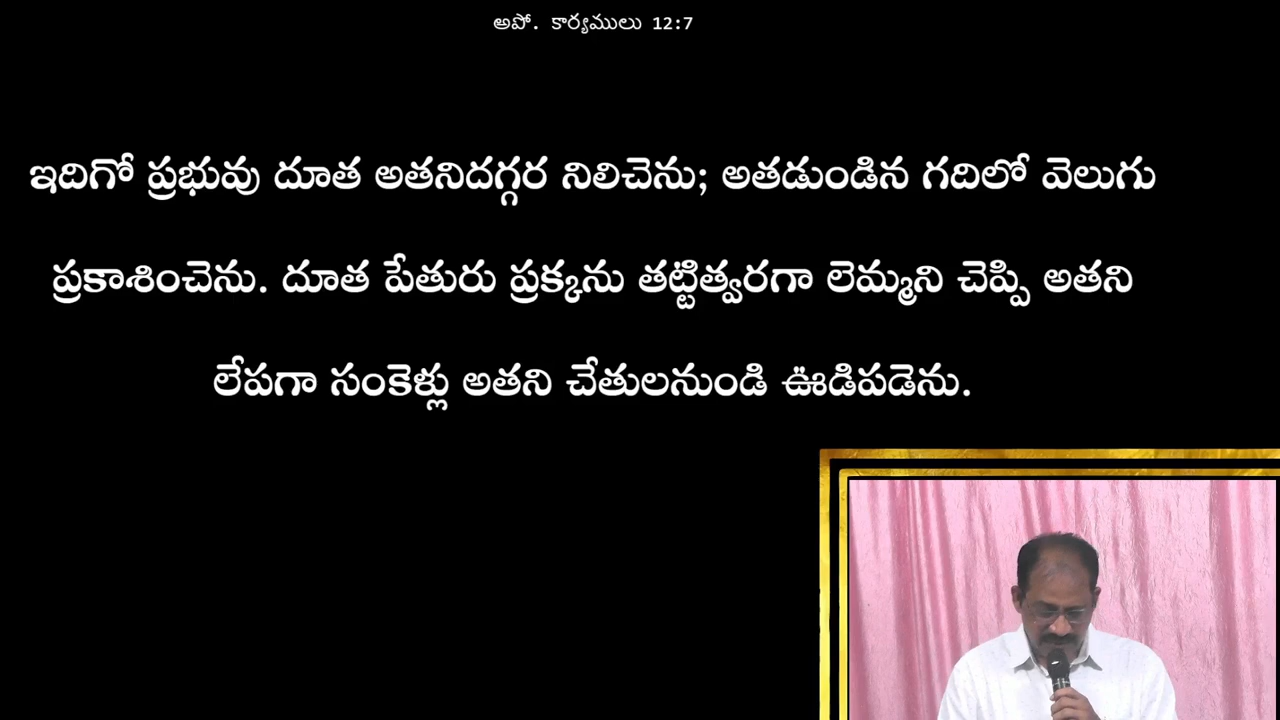 అపో. కార్యములు 12:7
ఇదిగో ప్రభువు దూత అతనిదగ్గర నిలిచెను; అతడుండిన గదిలో వెలుగు
ప్రకాశించెను. దూత పేతురు ప్రక్కను తట్టిత్వరగా లెమ్మని చెప్పి అతని
లేపగా సంకెళ్లు అతని చేతులనుండి ఊడిపడెను.